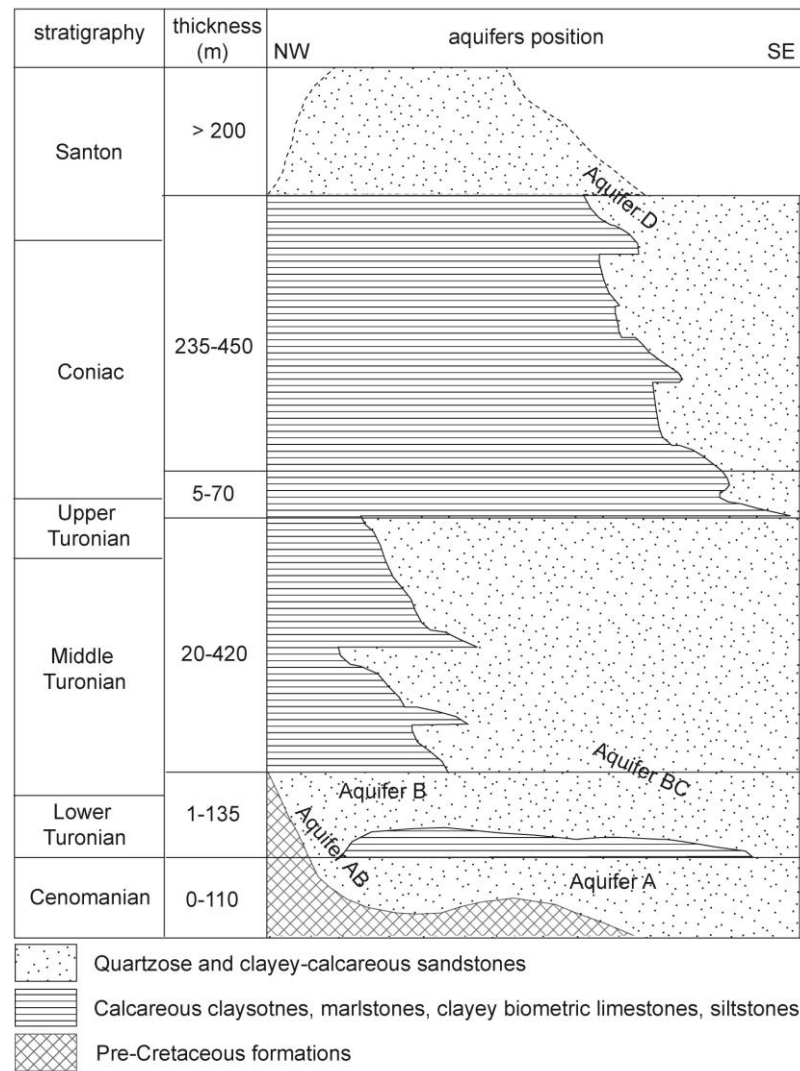 stratigraphy
thickness
(m)
aquifers position
NW
SE
Santon
> 200
Aquifer D
Coniac
235-450
5-70
Upper
Turonian
Middle
Turonian
20-420
Aquifer BC
Lower
Turonian
1-135
Aquifer B
Aquifer AB
Cenomanian
0-110
Aquifer A
Quartzose and clayey-calcareous sandstones
Calcareous claysotnes, marlstones, clayey biometric limestones, siltstones
Pre-Cretaceous formations